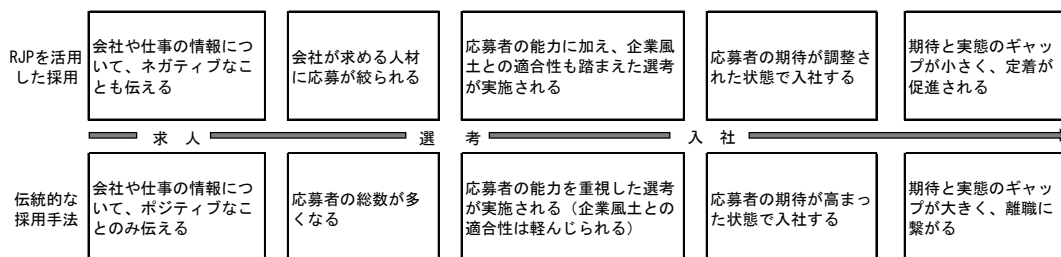 RJPを活用
した採用
会社や仕事の情報につ
いて、ネガティブなこ
とも伝える
会社が求める人材
に応募が絞られる
応募者の能力に加え、企業風
土との適合性も踏まえた選考
が実施される
応募者の期待が調整
された状態で入社する
期待と実態のギャッ
プが小さく、定着が
促進される
求　人
選　考
入　社
伝統的な
採用手法
会社や仕事の情報につ
いて、ポジティブなこ
とのみ伝える
応募者の総数が多
くなる
応募者の能力を重視した選考
が実施される（企業風土との
適合性は軽んじられる）
応募者の期待が高まっ
た状態で入社する
期待と実態のギャッ
プが大きく、離職に
繋がる